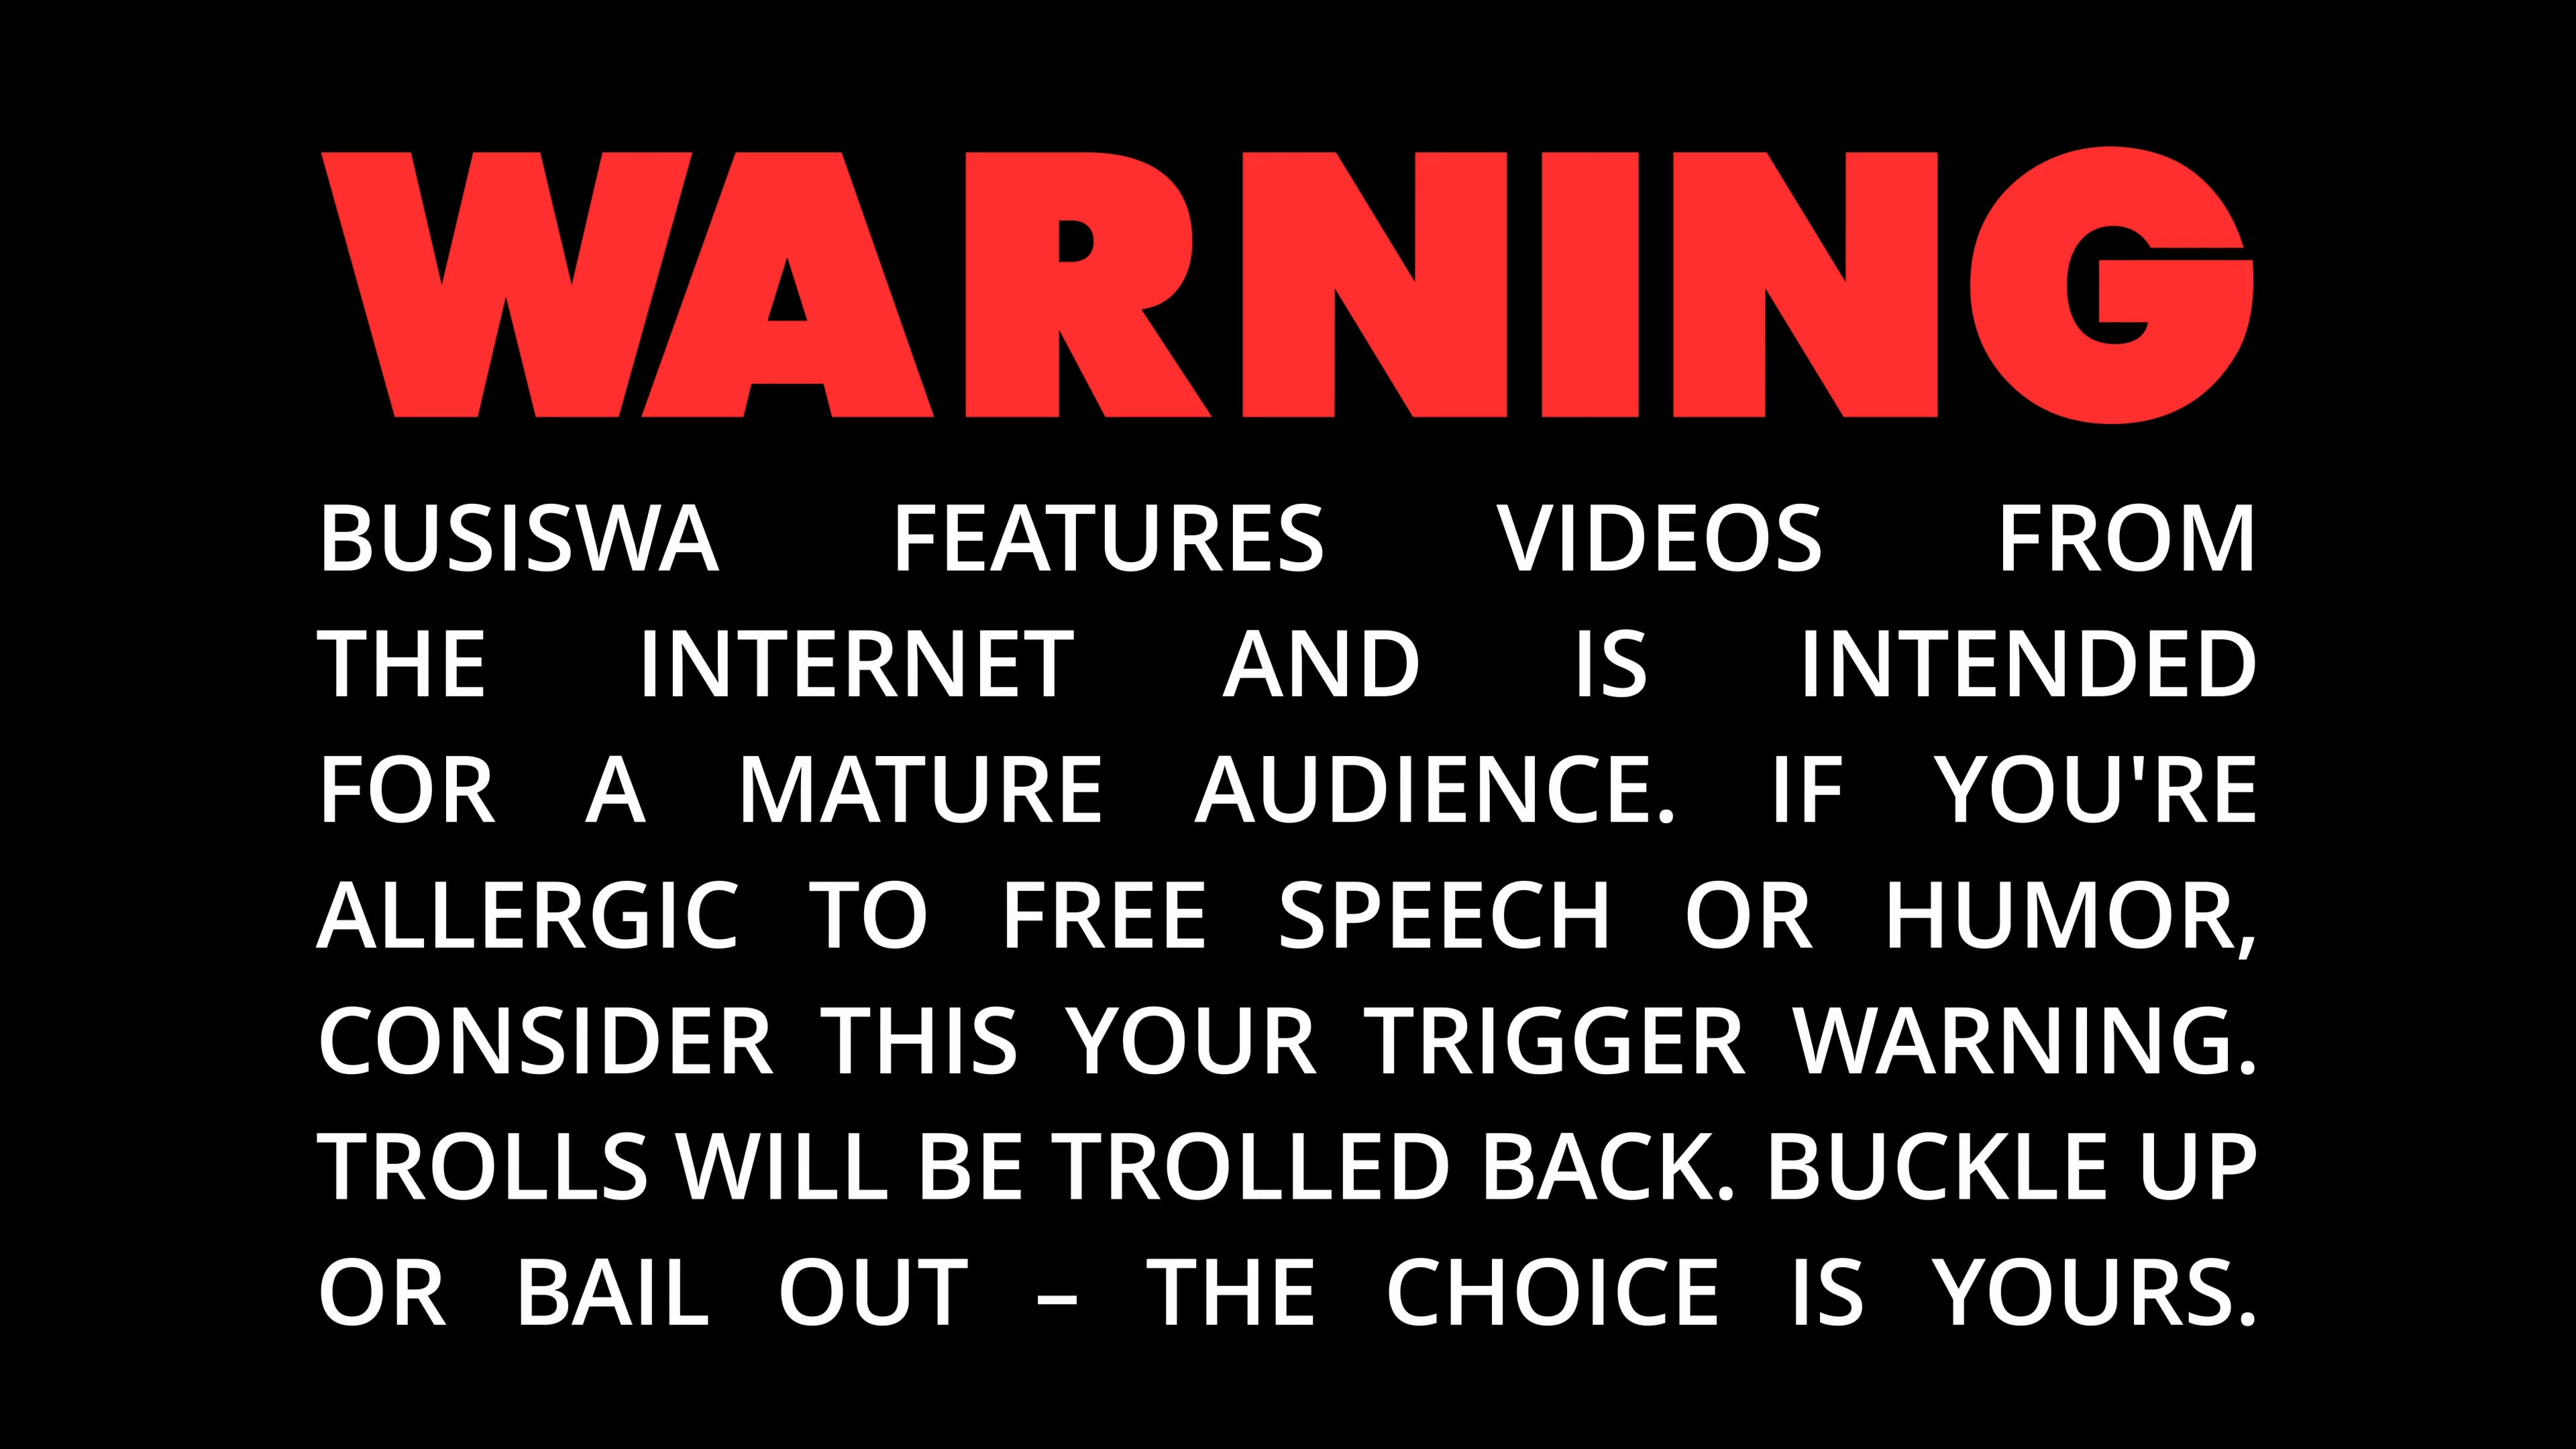 WARNING
BUSISWA FEATURES VIDEOS FROM
THE INTERNET AND IS INTENDED
FOR A MATURE AUDIENCE. IF YOU'RE
ALLERGIC TO FREE SPEECH OR HUMOR,
CONSIDER THIS YOUR TRIGGER WARNING.
TROLLS WILL BE TROLLED BACK. BUCKLE UP
OR BAIL OUT – THE CHOICE IS YOURS.